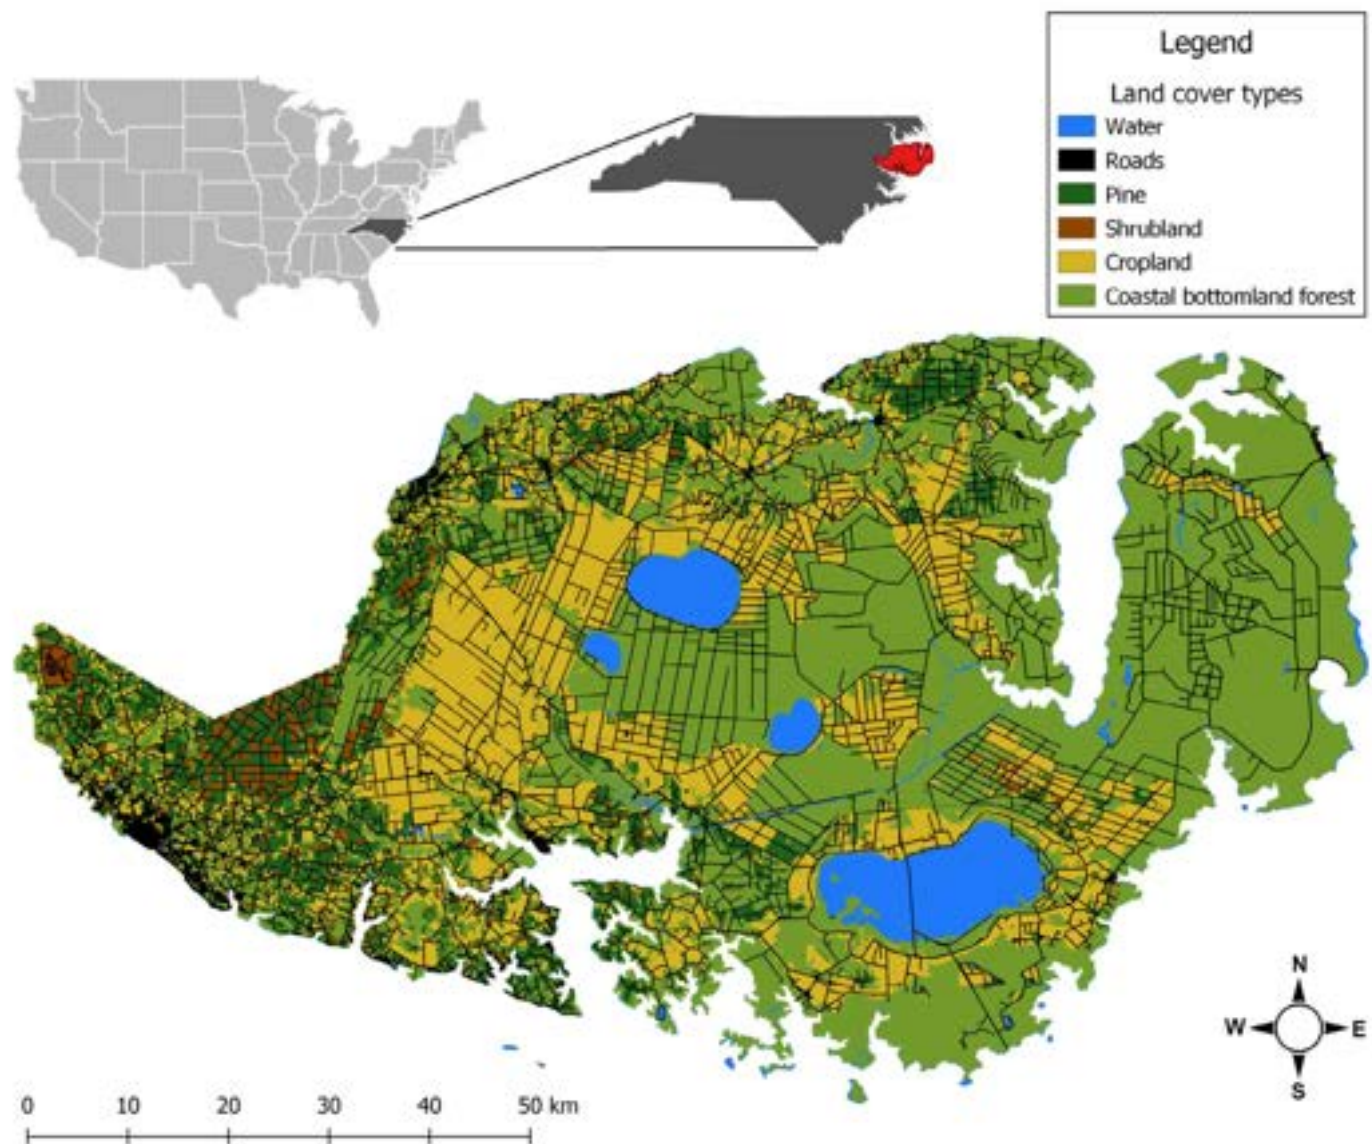 Legend
Land cover types
Water
Roads
Pine
Shrubland
Cropland
Coastal bottomland forest
N
W E
S
0 10 20 30 40 50 km